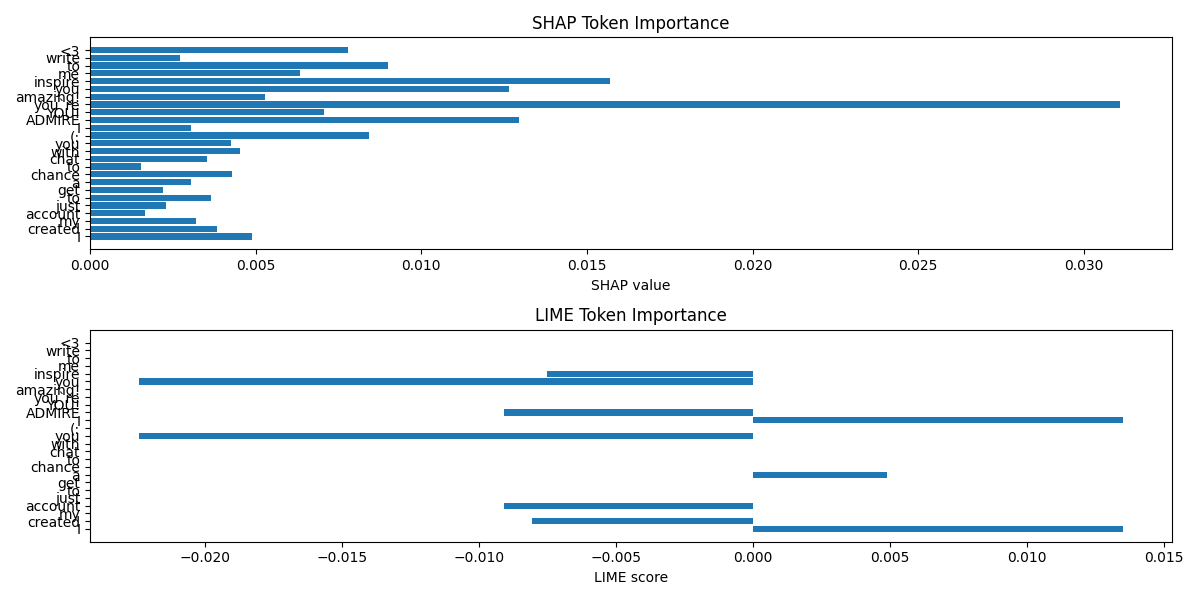 SHAP Token Importance
<3
write
to
me
inspire
you
amazing!
you're
YOU!
ADMIRE
I
(:
you
with
chat
to
chance
a
get
to
just
account
my
created
I
0.000 0.005 0.010 0.015 0.020 0.025 0.030
SHAP value
LIME Token Importance
<3
write
to
me
inspire
you
amazing!
you're
YOU!
ADMIRE
I
(:
you
with
chat
to
chance
a
get
to
just
account
my
created
I
−0.020 −0.015 −0.010 −0.005 0.000 0.005 0.010 0.015
LIME score